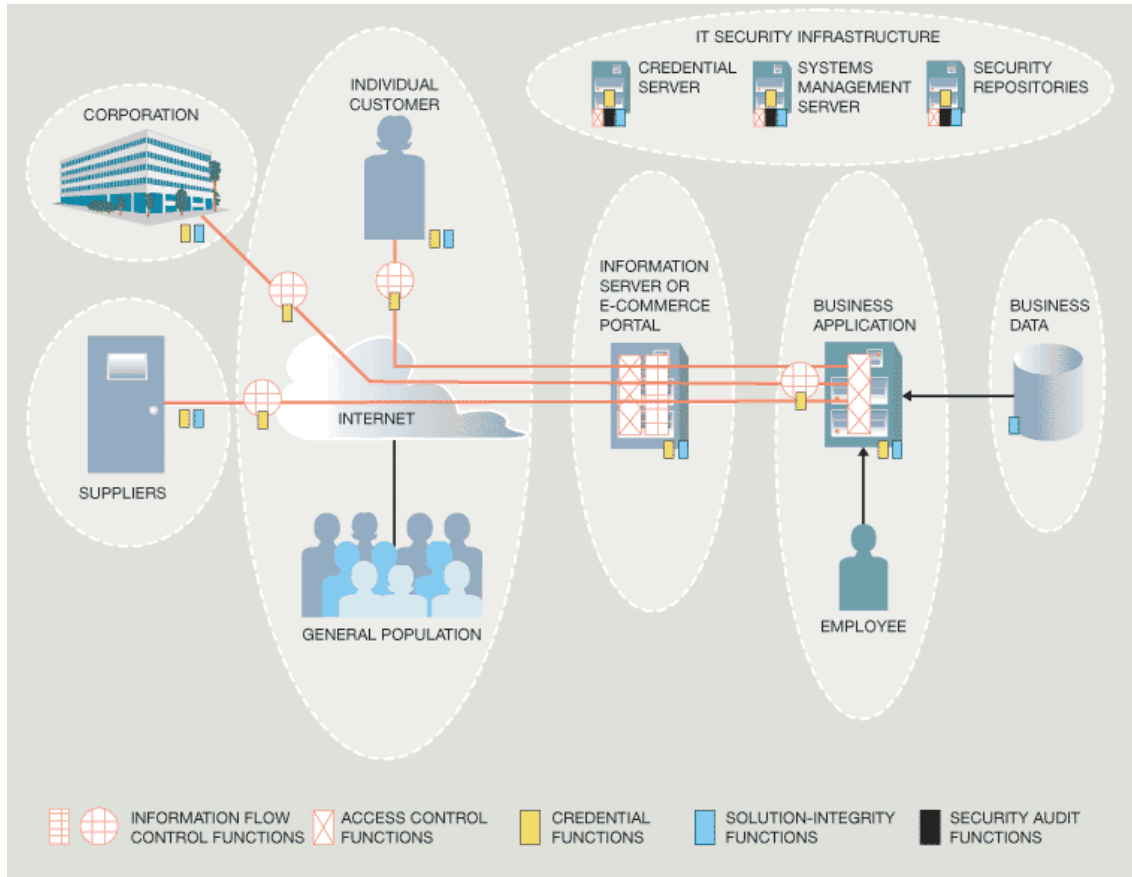 IT SECURITY INFRASTRUCTURE
CREDENTIAL
SERVER
SYSTEMS
MANAGEMENT
SERVER
SECURITY
REPOSITORIES
INDIVIDUAL
CUSTOMER
CORPORATION
INFORMATION
SERVER OR
E-COMMERCE
PORTAL
BUSINESS
APPLICATION
BUSINESS
DATA
INTERNET
SUPPLIERS
GENERAL POPULATION
EMPLOYEE
INFORMATION FLOW
CONTROL FUNCTIONS
ACCESS CONTROL
FUNCTIONS
CREDENTIAL
FUNCTIONS
SOLUTION-INTEGRITY
FUNCTIONS
SECURITY AUDIT
FUNCTIONS